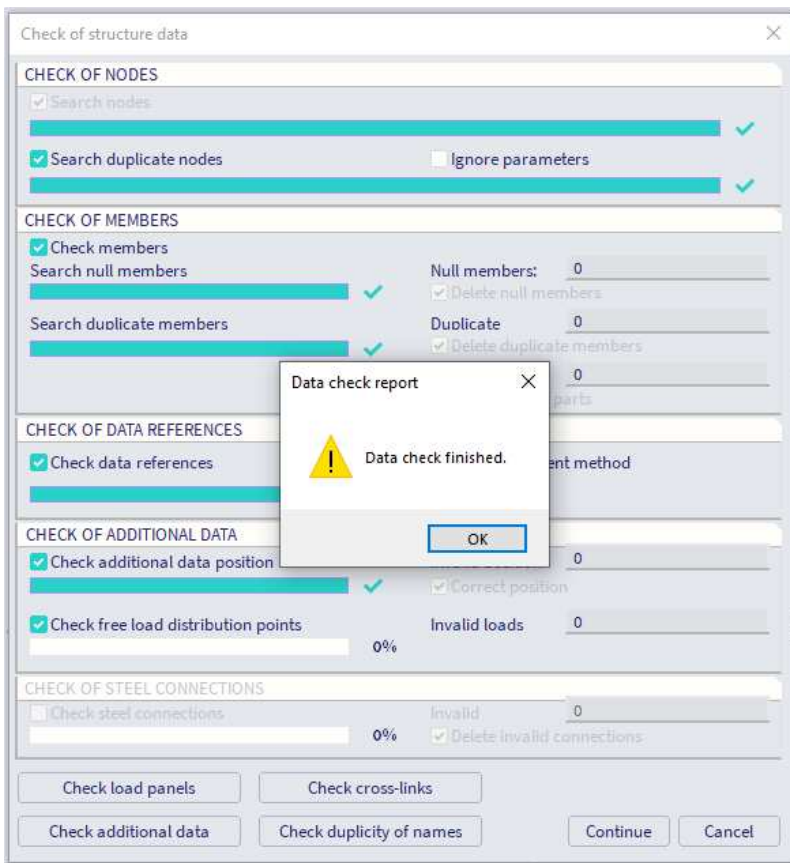 Check of structure data
CHECK OF NODES
Search nodes
Search duplicate nodes
Ignore parameters
CHECK OF MEMBERS
Check members
Search null members
Null members: 0
Delete null members
Search duplicate members
Duplicate 0
Delete duplicate members
0
parts
Data check report
Data check finished.
OK
CHECK OF DATA REFERENCES
Check data references
ent method
CHECK OF ADDITIONAL DATA
Check additional data position
0
Correct position
Check free load distribution points
Invalid loads 0
0%
CHECK OF STEEL CONNECTIONS
Check steel connections
Invalid 0
0%
Delete invalid connections
Check load panels
Check cross-links
Check additional data
Check duplicity of names
Continue
Cancel